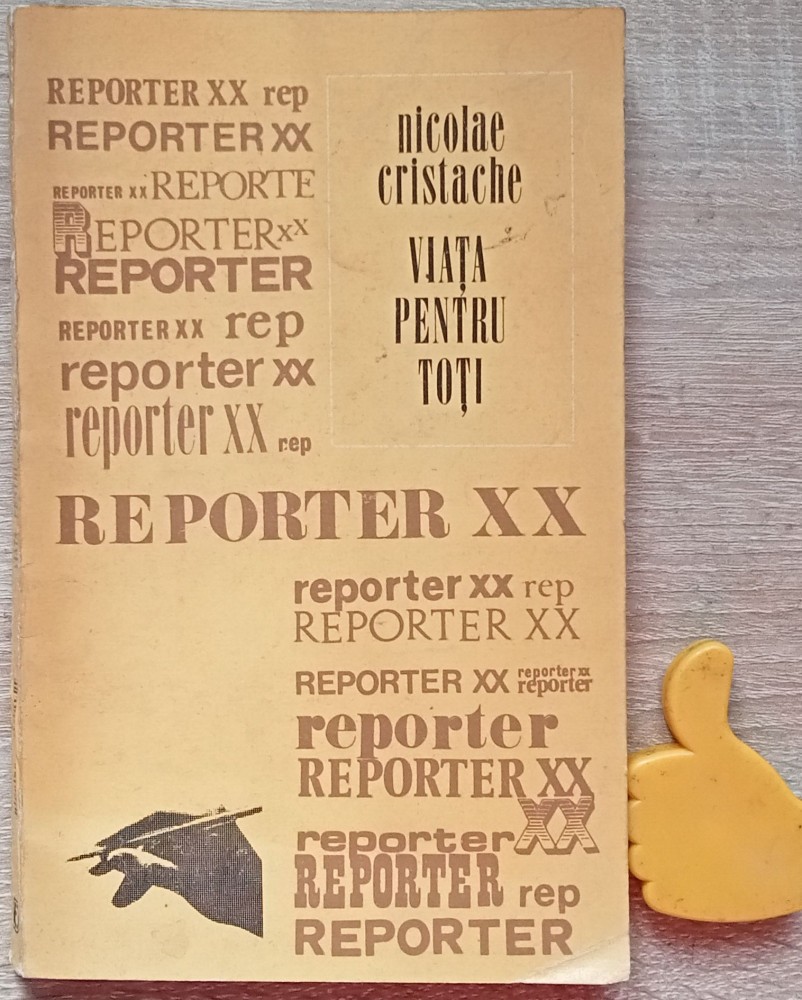 REPORTER XX rep
REPORTER XX
REPORTER XX REPORTE
REPORTER XX
REPORTER
REPORTER XX rep
reporter xx
reporter XX rep
nicolae
cristache
VIAȚA
PENTRU
TOȚI
REPORTER XX
reporter xx rep
REPORTER XX
REPORTER XX reporter xx
reporter
reporter
REPORTER XX
reporter XX
REPORTER rep
REPORTER